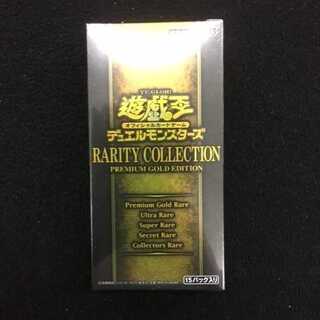 YU-GI-OH!
遊戯王
オフィシャルカードゲーム
デュエルモンスターズ
RARITY COLLECTION
PREMIUM GOLD EDITION
Premium Gold Rare
Ultra Rare
Super Rare
Secret Rare
Collectors Rare
15パック入り